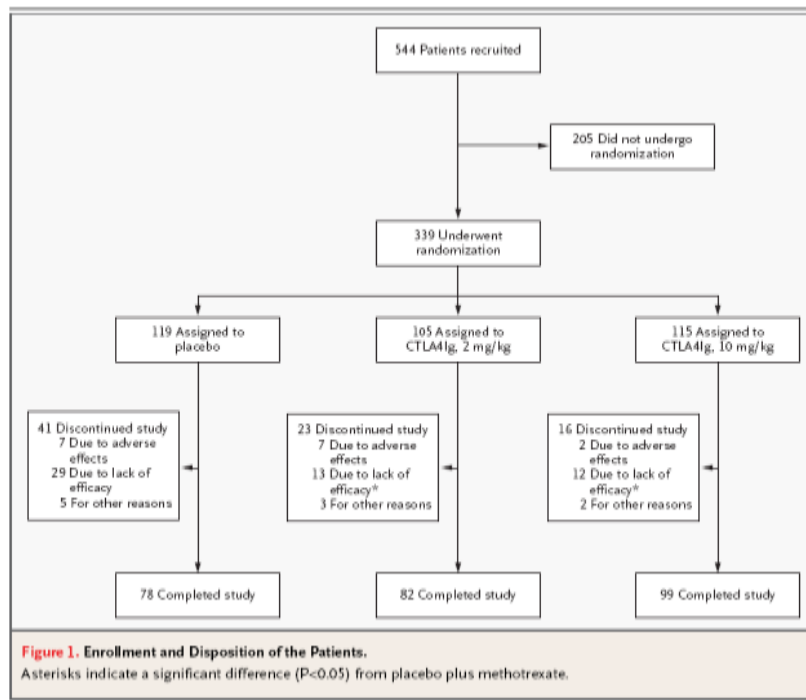 544 Patients recruited
205 Did not undergo
randomization
339 Underwent
randomization
119 Assigned to
placebo
105 Assigned to
CTLA4Ig, 2 mg/kg
115 Assigned to
CTLA4Ig, 10 mg/kg
41 Discontinued study
7 Due to adverse
effects
29 Due to lack of
efficacy
5 For other reasons
23 Discontinued study
7 Due to adverse
effects
13 Due to lack of
efficacy*
3 For other reasons
16 Discontinued study
2 Due to adverse
effects
12 Due to lack of
efficacy*
2 For other reasons
78 Completed study
82 Completed study
99 Completed study
Figure 1. Enrollment and Disposition of the Patients.
Asterisks indicate a significant difference (P<0.05) from placebo plus methotrexate.